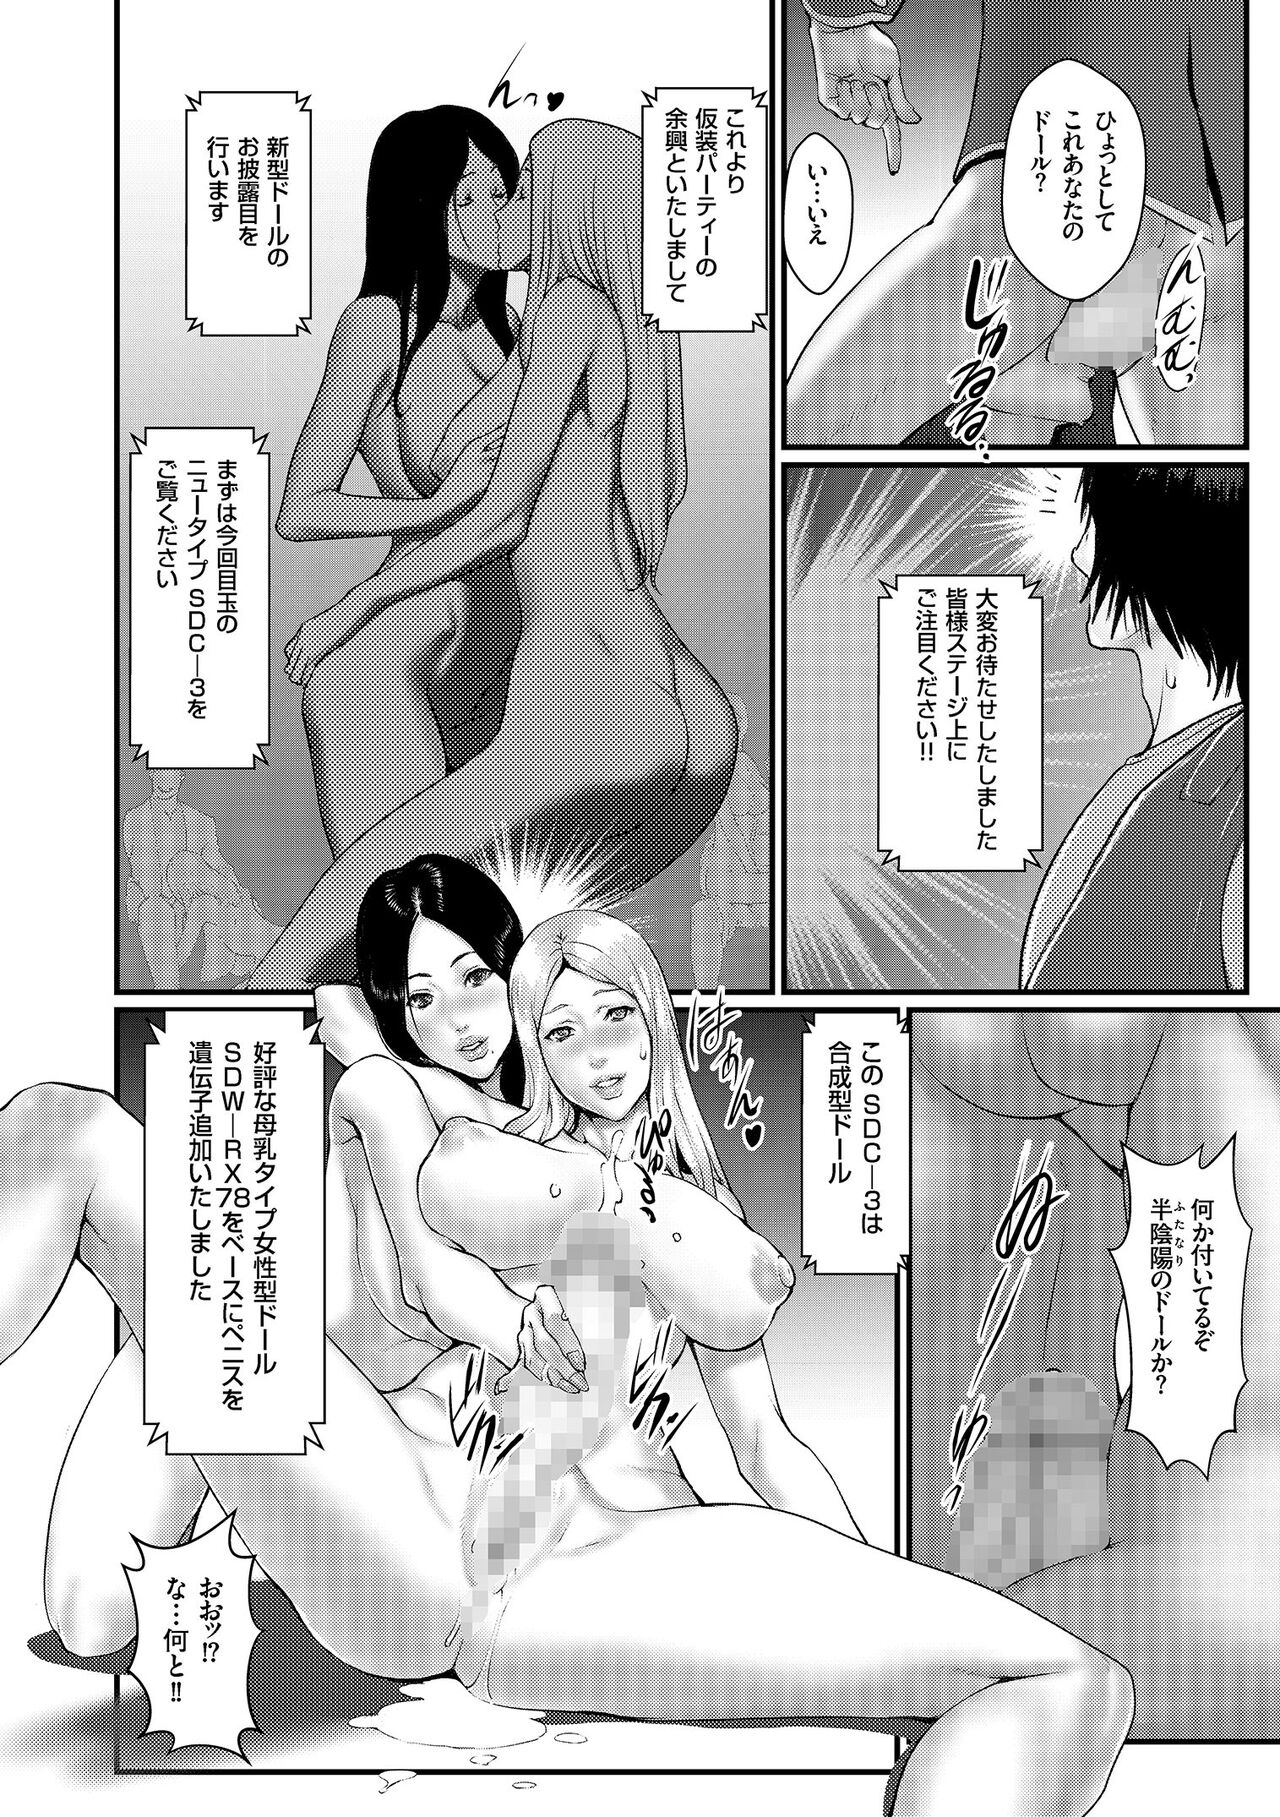 ひょっとして
これあなたの
ドール?
い…いえ
んむむ、
じゅるるる…
大変お待たせしたしました
皆様ステージ上に
ご注目ください!!
んっ♥
これより
仮装パーティーの
余興といたしまして
新型ドールの
お披露目を
行います
まずは今回目玉の
ニュータイプSDC―3を
ご覧ください
何か付いてるぞ
半陰陽のドールか?
ふたなり
このSDC―3は
合成型ドール
はぁん♥
好評な母乳タイプ女性型ドール
SDW―RX78をベースにペニスを
遺伝子追加いたしました
ビクンッ
ビクンッ
おおッ!?
な…何と!!